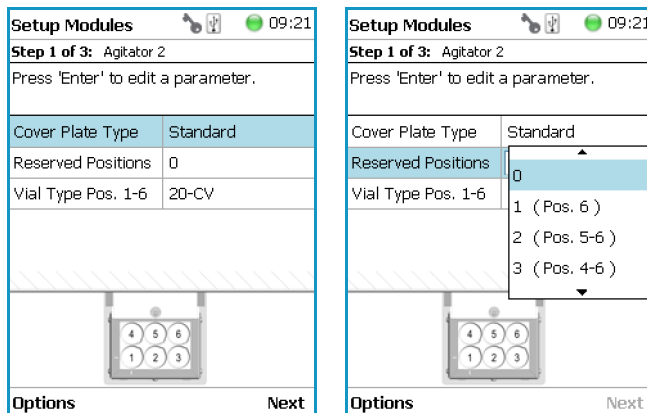 Setup Modules 09:21
Step 1 of 3: Agitator 2
Press 'Enter' to edit a parameter.
Cover Plate Type Standard
Reserved Positions 0
Vial Type Pos. 1-6 20-CV
4 5 6
1 2 3
Options Next
Setup Modules 09:21
Step 1 of 3: Agitator 2
Press 'Enter' to edit a parameter.
Cover Plate Type Standard
Reserved Positions
0
Vial Type Pos. 1-6
1 ( Pos. 6 )
2 ( Pos. 5-6 )
3 ( Pos. 4-6 )
4 5 6
1 2 3
Options Next